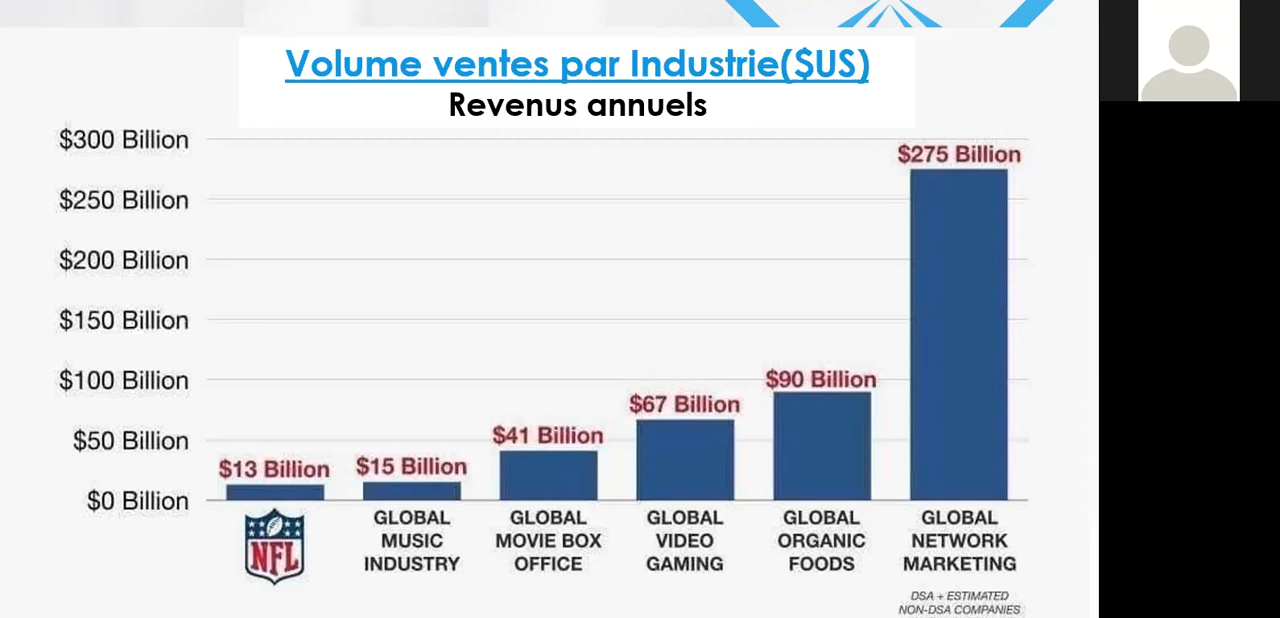 Volume ventes par Industrie($US)
Revenus annuels
$300 Billion
$250 Billion
$200 Billion
$150 Billion
$100 Billion
$50 Billion
$0 Billion
$13 Billion
$15 Billion
$41 Billion
$67 Billion
$90 Billion
$275 Billion
NFL
GLOBAL
MUSIC
INDUSTRY
GLOBAL
MOVIE BOX
OFFICE
GLOBAL
VIDEO
GAMING
GLOBAL
ORGANIC
FOODS
GLOBAL
NETWORK
MARKETING
DSA + ESTIMATED
NON-DSA COMPANIES